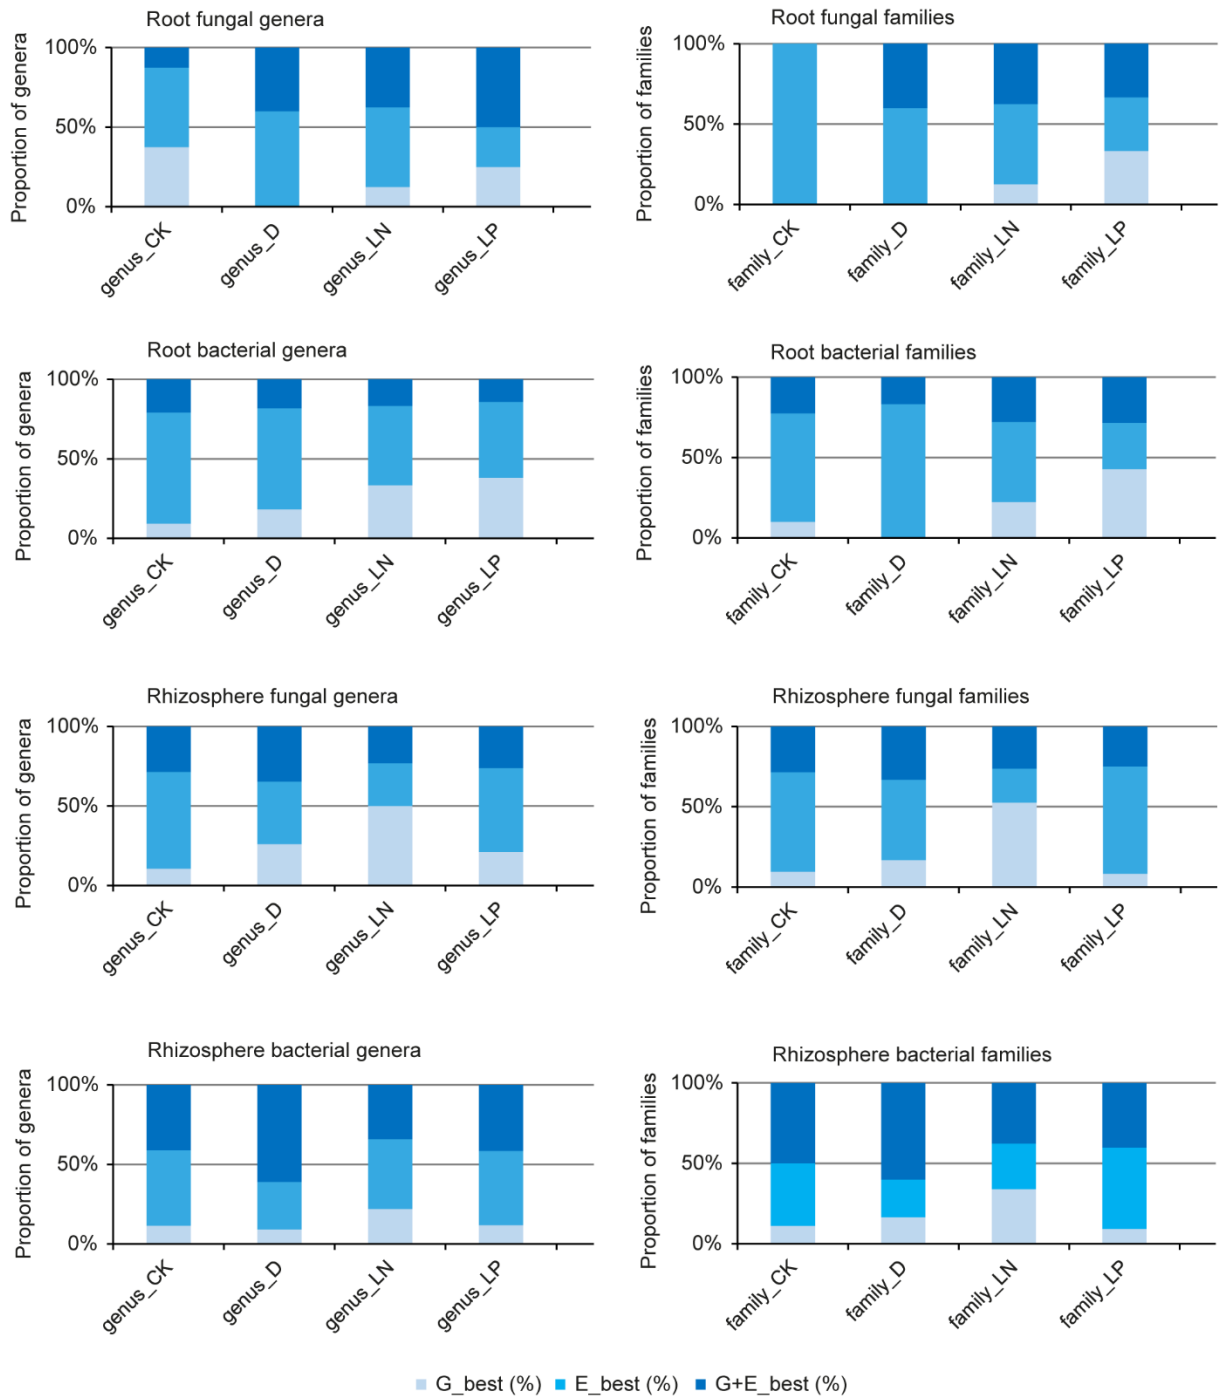 Root fungal genera
Proportion of genera
100%
50%
0%
genus_CK
genus_D
genus_LN
genus_LP
Root fungal families
Proportion of families
100%
50%
0%
family_CK
family_D
family_LN
family_LP
Root bacterial genera
Proportion of genera
100%
50%
0%
genus_CK
genus_D
genus_LN
genus_LP
Root bacterial families
Proportion of families
100%
50%
0%
family_CK
family_D
family_LN
family_LP
Rhizosphere fungal genera
Proportion of genera
100%
50%
0%
genus_CK
genus_D
genus_LN
genus_LP
Rhizosphere fungal families
Proportion of families
100%
50%
0%
family_CK
family_D
family_LN
family_LP
Rhizosphere bacterial genera
Proportion of genera
100%
50%
0%
genus_CK
genus_D
genus_LN
genus_LP
Rhizosphere bacterial families
Proportion of families
100%
50%
0%
family_CK
family_D
family_LN
family_LP
G_best (%) E_best (%) G+E_best (%)